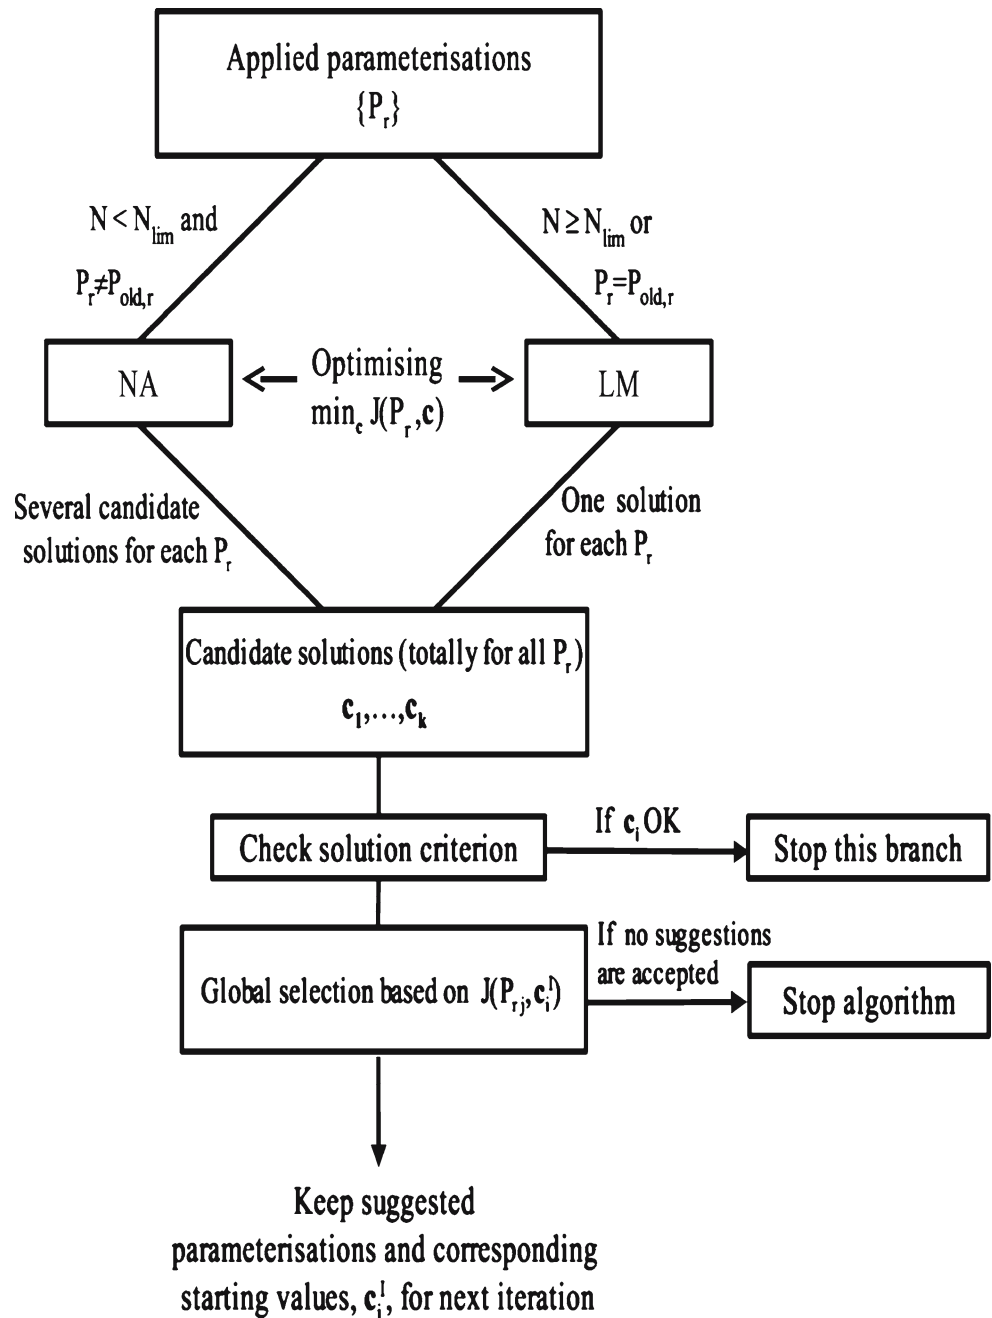 Applied parameterisations
{P_r}
N < N_lim and
P_r≠P_old,r
N ≥ N_lim or
P_r=P_old,r
NA
Optimising
min_c J(P_r,c)
LM
Several candidate
solutions for each P_r
One solution
for each P_r
Candidate solutions (totally for all P_r)
c_1,...,c_k
Check solution criterion
If c_i OK
Stop this branch
Global selection based on J(P_rj,c_i^I)
If no suggestions
are accepted
Stop algorithm
Keep suggested
parameterisations and corresponding
starting values, c_i^I, for next iteration